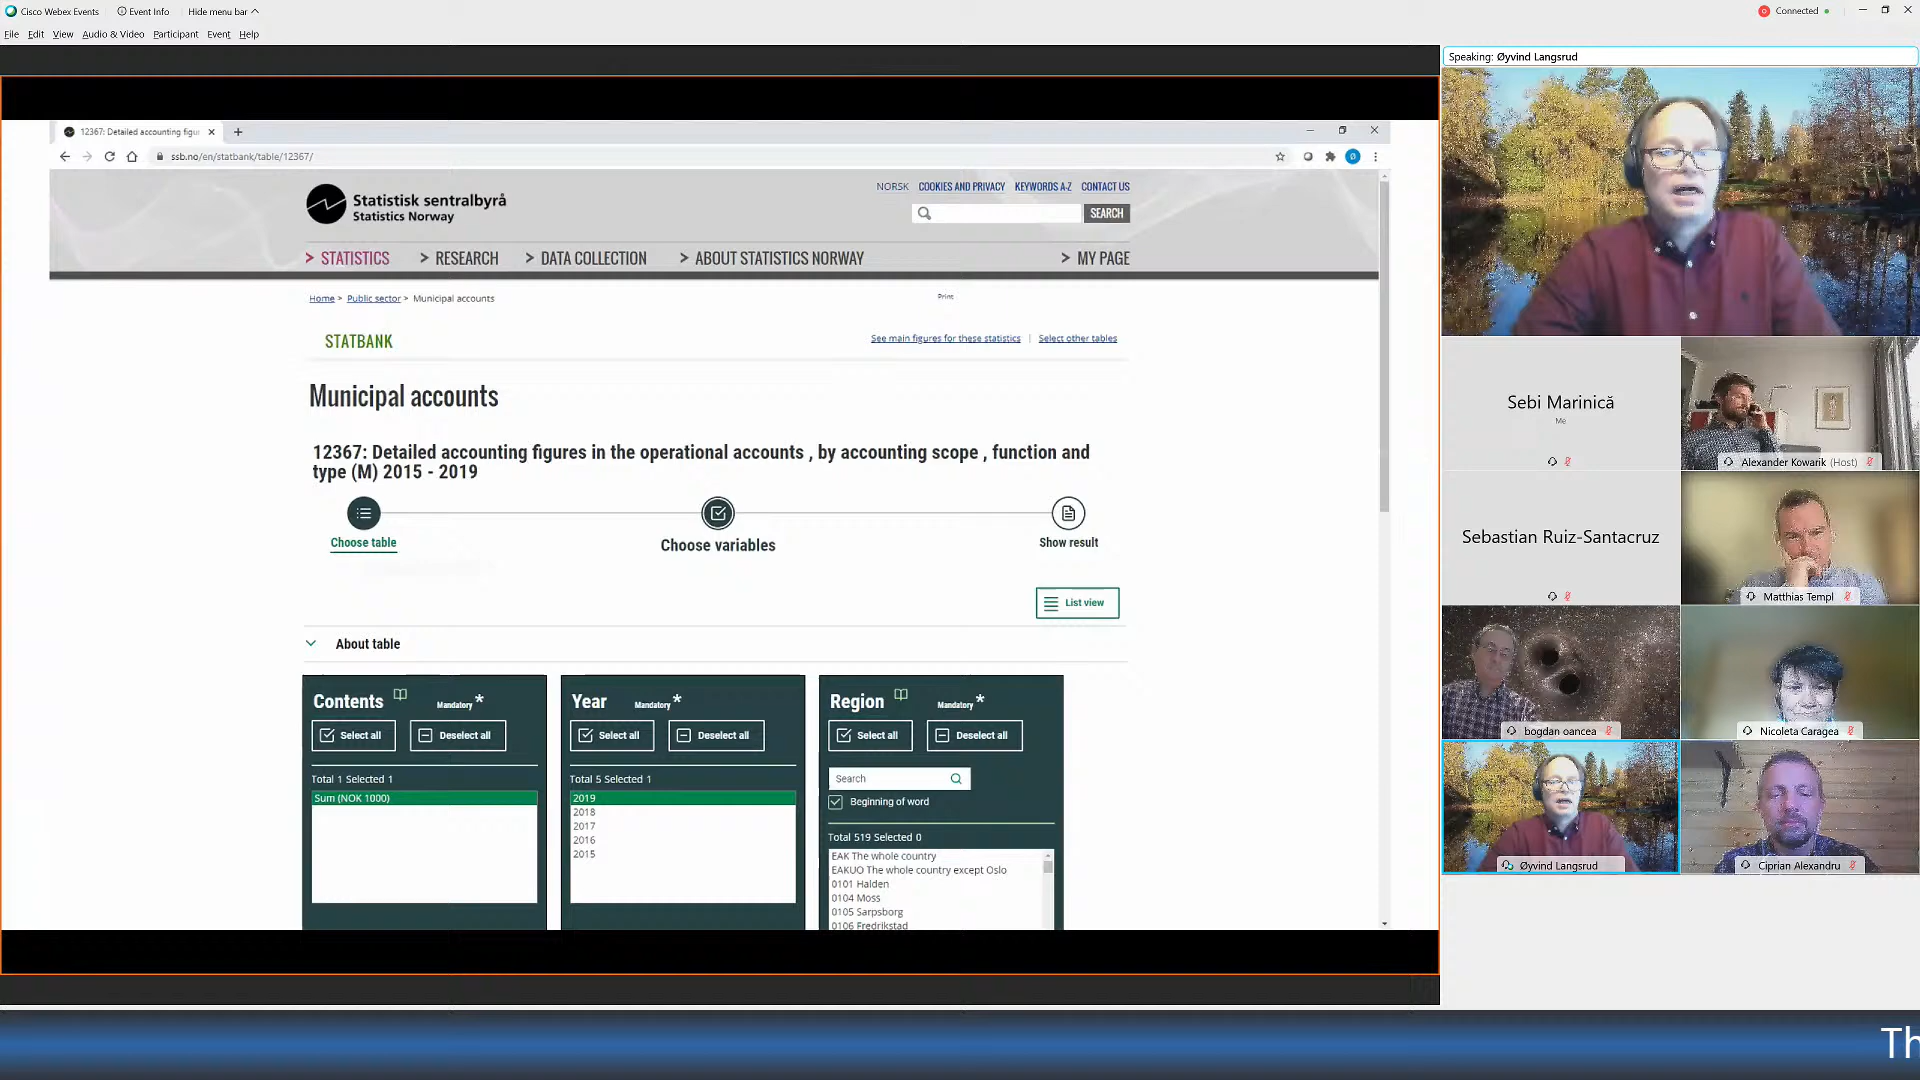 Cisco Webex Events
Event Info
Hide menu bar
Connected
File Edit View Audio & Video Participant Event Help
Speaking: Øyvind Langsrud
12367: Detailed accounting figu
ssb.no/en/statbank/table/12367/
Statistisk sentralbyrå
Statistics Norway
NORSK COOKIES AND PRIVACY KEYWORDS A-Z CONTACT US
SEARCH
> STATISTICS > RESEARCH > DATA COLLECTION > ABOUT STATISTICS NORWAY > MY PAGE
Home > Public sector > Municipal accounts
Print
STATBANK
See main figures for these statistics | Select other tables
Municipal accounts
12367: Detailed accounting figures in the operational accounts , by accounting scope , function and
type (M) 2015 - 2019
Choose table
Choose variables
Show result
List view
About table
Contents Mandatory *
Select all Deselect all
Total 1 Selected 1
Sum (NOK 1000)
Year Mandatory *
Select all Deselect all
Total 5 Selected 1
2019
2018
2017
2016
2015
Region Mandatory *
Select all Deselect all
Search
Beginning of word
Total 519 Selected 0
EAK The whole country
EAKUO The whole country except Oslo
0101 Halden
0104 Moss
0105 Sarpsborg
0106 Fredrikstad
Sebi Marinică
Me
Alexander Kowarik (Host)
Sebastian Ruiz-Santacruz
Matthias Templ
bogdan oancea
Nicoleta Caragea
Øyvind Langsrud
Ciprian Alexandru
Th